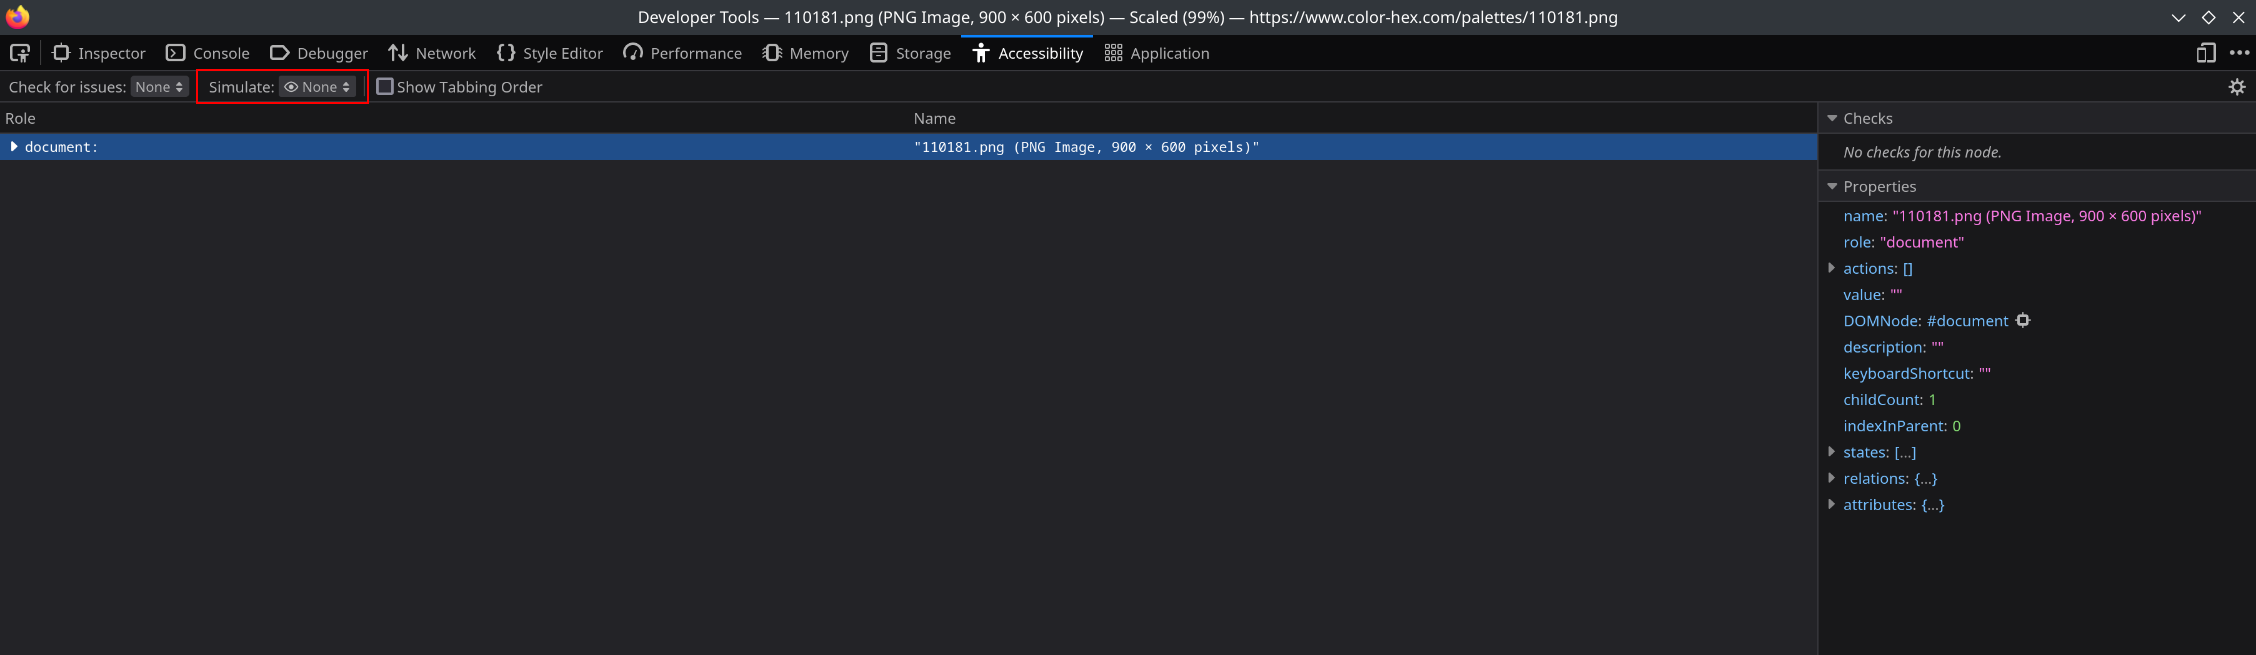 Developer Tools — 110181.png (PNG Image, 900 × 600 pixels) — Scaled (99%) — https://www.color-hex.com/palettes/110181.png
Inspector Console Debugger Network Style Editor Performance Memory Storage Accessibility Application
Check for issues: None Simulate: None Show Tabbing Order
Role Name
document: "110181.png (PNG Image, 900 × 600 pixels)"
Checks
No checks for this node.
Properties
name: "110181.png (PNG Image, 900 × 600 pixels)"
role: "document"
actions: []
value: ""
DOMNode: #document
description: ""
keyboardShortcut: ""
childCount: 1
indexInParent: 0
states: […]
relations: {…}
attributes: {…}